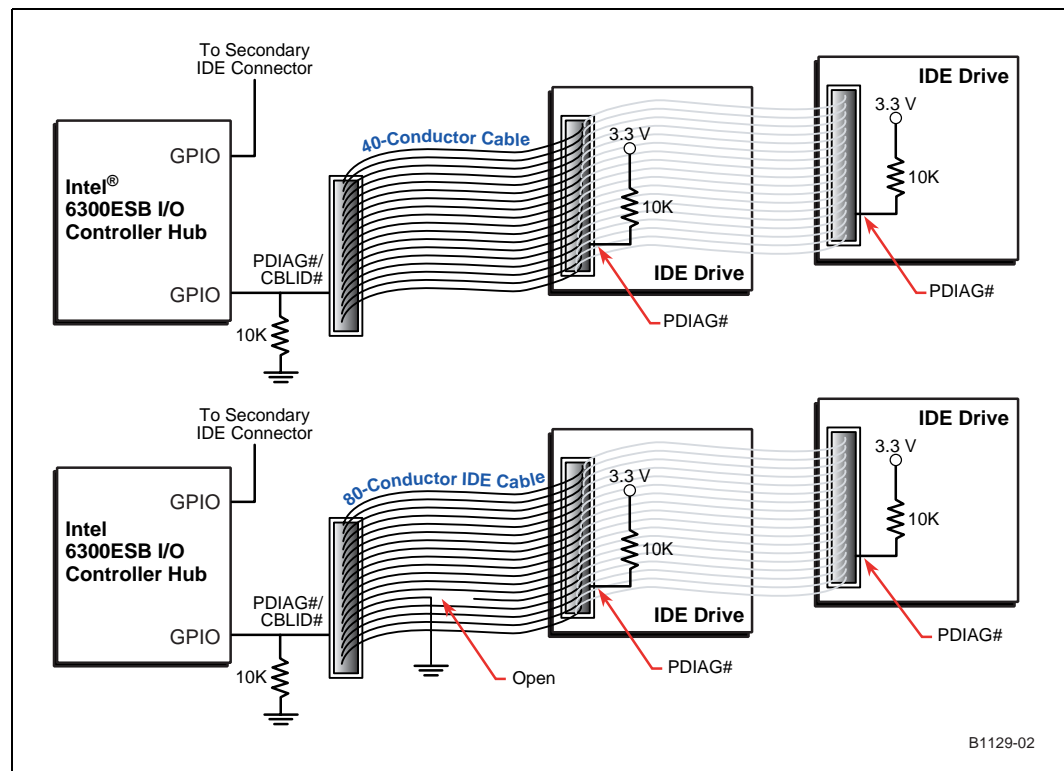 To Secondary
IDE Connector
GPIO
Intel®
6300ESB I/O
Controller Hub
GPIO
PDIAG#/
CBLID#
10K
40-Conductor Cable
3.3 V
10K
IDE Drive
PDIAG#
IDE Drive
3.3 V
10K
PDIAG#
To Secondary
IDE Connector
GPIO
Intel
6300ESB I/O
Controller Hub
GPIO
PDIAG#/
CBLID#
10K
80-Conductor IDE Cable
Open
3.3 V
10K
IDE Drive
PDIAG#
IDE Drive
3.3 V
10K
PDIAG#
B1129-02